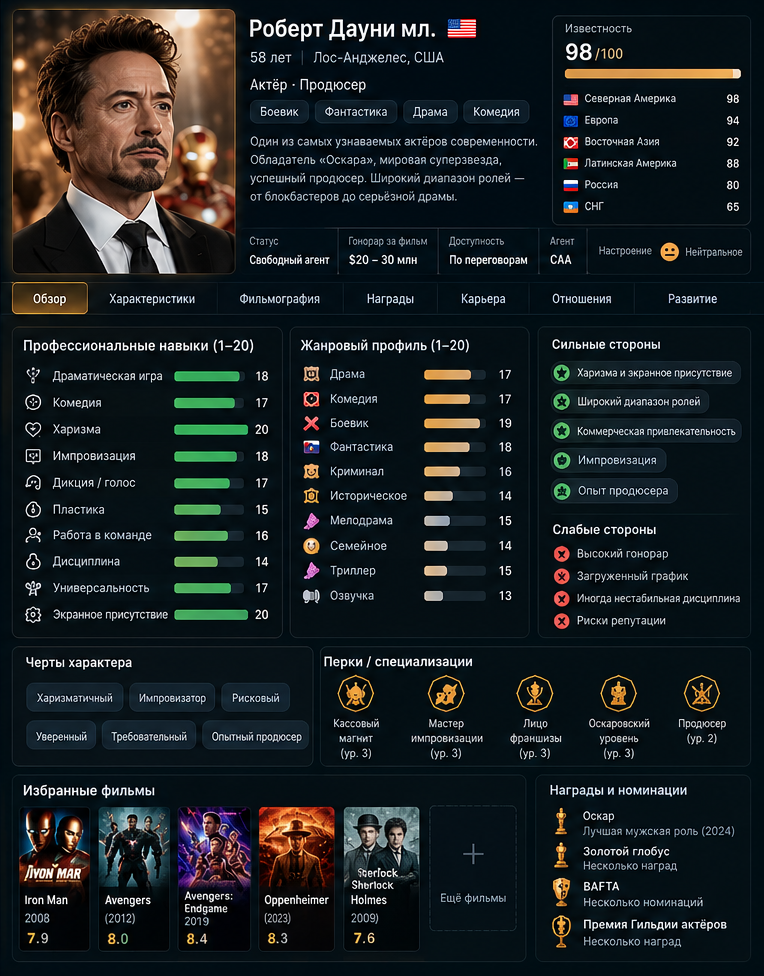 Роберт Дауни мл.
58 лет | Лос-Анджелес, США
Актёр · Продюсер
Боевик Фантастика Драма Комедия
Один из самых узнаваемых актёров современности.
Обладатель «Оскара», мировая суперзвезда,
успешный продюсер. Широкий диапазон ролей —
от блокбастеров до серьёзной драмы.
Известность
98 /100
Северная Америка 98
Европа 94
Восточная Азия 92
Латинская Америка 88
Россия 80
СНГ 65
Статус
Свободный агент
Гонорар за фильм
$20 – 30 млн
Доступность
По переговорам
Агент
CAA
Настроение Нейтральное
Обзор Характеристики Фильмография Награды Карьера Отношения Развитие
Профессиональные навыки (1–20)
Драматическая игра 18
Комедия 17
Харизма 20
Импровизация 18
Дикция / голос 17
Пластика 15
Работа в команде 16
Дисциплина 14
Универсальность 17
Экранное присутствие 20
Жанровый профиль (1–20)
Драма 17
Комедия 17
Боевик 19
Фантастика 18
Криминал 16
Историческое 14
Мелодрама 15
Семейное 14
Триллер 15
Озвучка 13
Сильные стороны
Харизма и экранное присутствие
Широкий диапазон ролей
Коммерческая привлекательность
Импровизация
Опыт продюсера
Слабые стороны
Высокий гонорар
Загруженный график
Иногда нестабильная дисциплина
Риски репутации
Черты характера
Харизматичный Импровизатор Рисковый
Уверенный Требовательный Опытный продюсер
Перки / специализации
Кассовый
магнит
(ур. 3)
Мастер
импровизации
(ур. 3)
Лицо
франшизы
(ур. 3)
Оскаровский
уровень
(ур. 3)
Продюсер
(ур. 2)
Избранные фильмы
Iron Man
2008
7.9
Avengers
(2012)
8.0
Avengers:
Endgame
2019
8.4
Oppenheimer
(2023)
8.3
Sherlock
Holmes
2009)
7.6
Ещё фильмы
Награды и номинации
Оскар
Лучшая мужская роль (2024)
Золотой глобус
Несколько наград
BAFTA
Несколько номинаций
Премия Гильдии актёров
Несколько наград